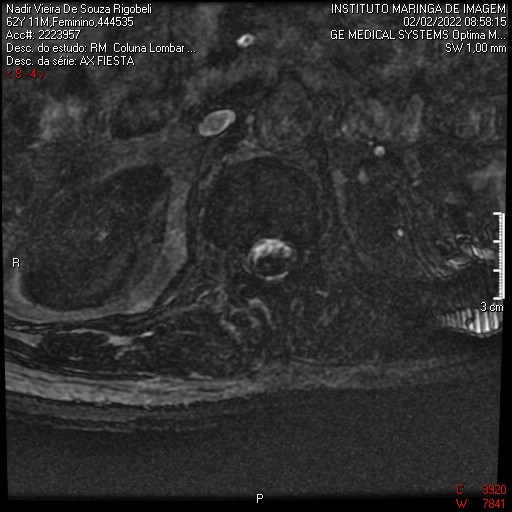 Nadir Vieira De Souza Rigobeli
62Y 11M,Feminino,444535
Acc#: 2223957
Desc. do estudo: RM Coluna Lombar ...
Desc. da série: AX FIESTA
< 8 - 4 >
INSTITUTO MARINGA DE IMAGEM
02/02/2022 08:58:15
GE MEDICAL SYSTEMS Optima M...
SW 1,00 mm
R
3 cm
P
C 3920
W 7841